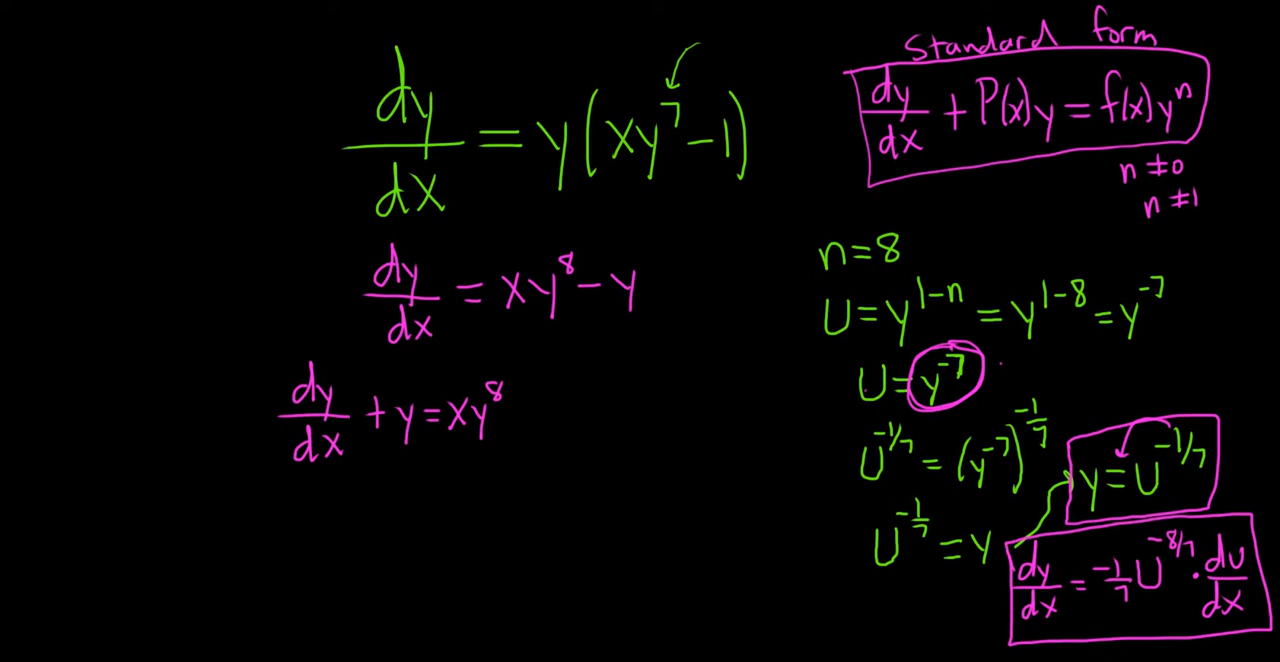 dy/dx = y(xy^7 - 1)
dy/dx = xy^8 - y
dy/dx + y = xy^8
Standard form
dy/dx + P(x)y = f(x)y^n
n ≠ 0
n ≠ 1
n = 8
U = y^(1-n) = y^(1-8) = y^-7
U = y^-7
U^(-1/7) = (y^-7)^(-1/7)
y = U^(-1/7)
U^(-1/7) = y
dy/dx = -1/7 U^(-8/7) · du/dx